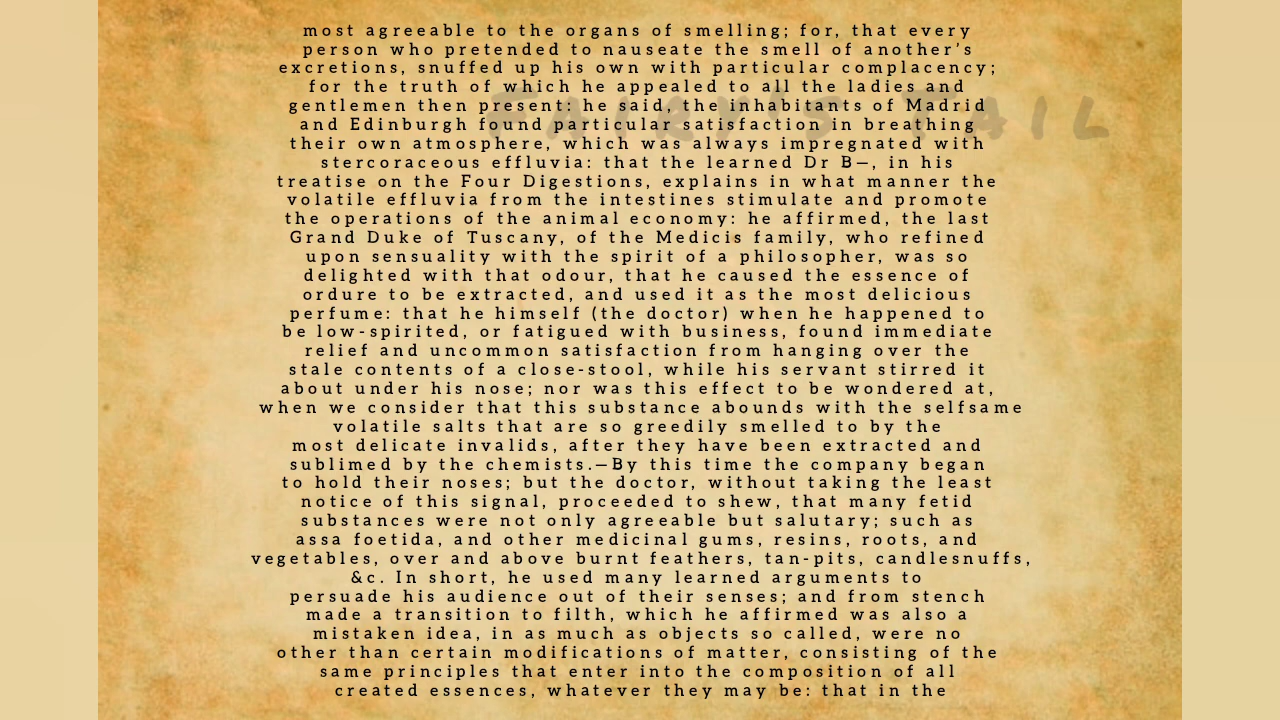 most agreeable to the organs of smelling; for, that every
person who pretended to nauseate the smell of another’s
excretions, snuffed up his own with particular complacency;
for the truth of which he appealed to all the ladies and
gentlemen then present: he said, the inhabitants of Madrid
and Edinburgh found particular satisfaction in breathing
their own atmosphere, which was always impregnated with
stercoraceous effluvia: that the learned Dr B—, in his
treatise on the Four Digestions, explains in what manner the
volatile effluvia from the intestines stimulate and promote
the operations of the animal economy: he affirmed, the last
Grand Duke of Tuscany, of the Medicis family, who refined
upon sensuality with the spirit of a philosopher, was so
delighted with that odour, that he caused the essence of
ordure to be extracted, and used it as the most delicious
perfume: that he himself (the doctor) when he happened to
be low-spirited, or fatigued with business, found immediate
relief and uncommon satisfaction from hanging over the
stale contents of a close-stool, while his servant stirred it
about under his nose; nor was this effect to be wondered at,
when we consider that this substance abounds with the selfsame
volatile salts that are so greedily smelled to by the
most delicate invalids, after they have been extracted and
sublimed by the chemists.—By this time the company began
to hold their noses; but the doctor, without taking the least
notice of this signal, proceeded to shew, that many fetid
substances were not only agreeable but salutary; such as
assa foetida, and other medicinal gums, resins, roots, and
vegetables, over and above burnt feathers, tan-pits, candlesnuffs,
&c. In short, he used many learned arguments to
persuade his audience out of their senses; and from stench
made a transition to filth, which he affirmed was also a
mistaken idea, in as much as objects so called, were no
other than certain modifications of matter, consisting of the
same principles that enter into the composition of all
created essences, whatever they may be: that in the
FAIRY'S TAIL